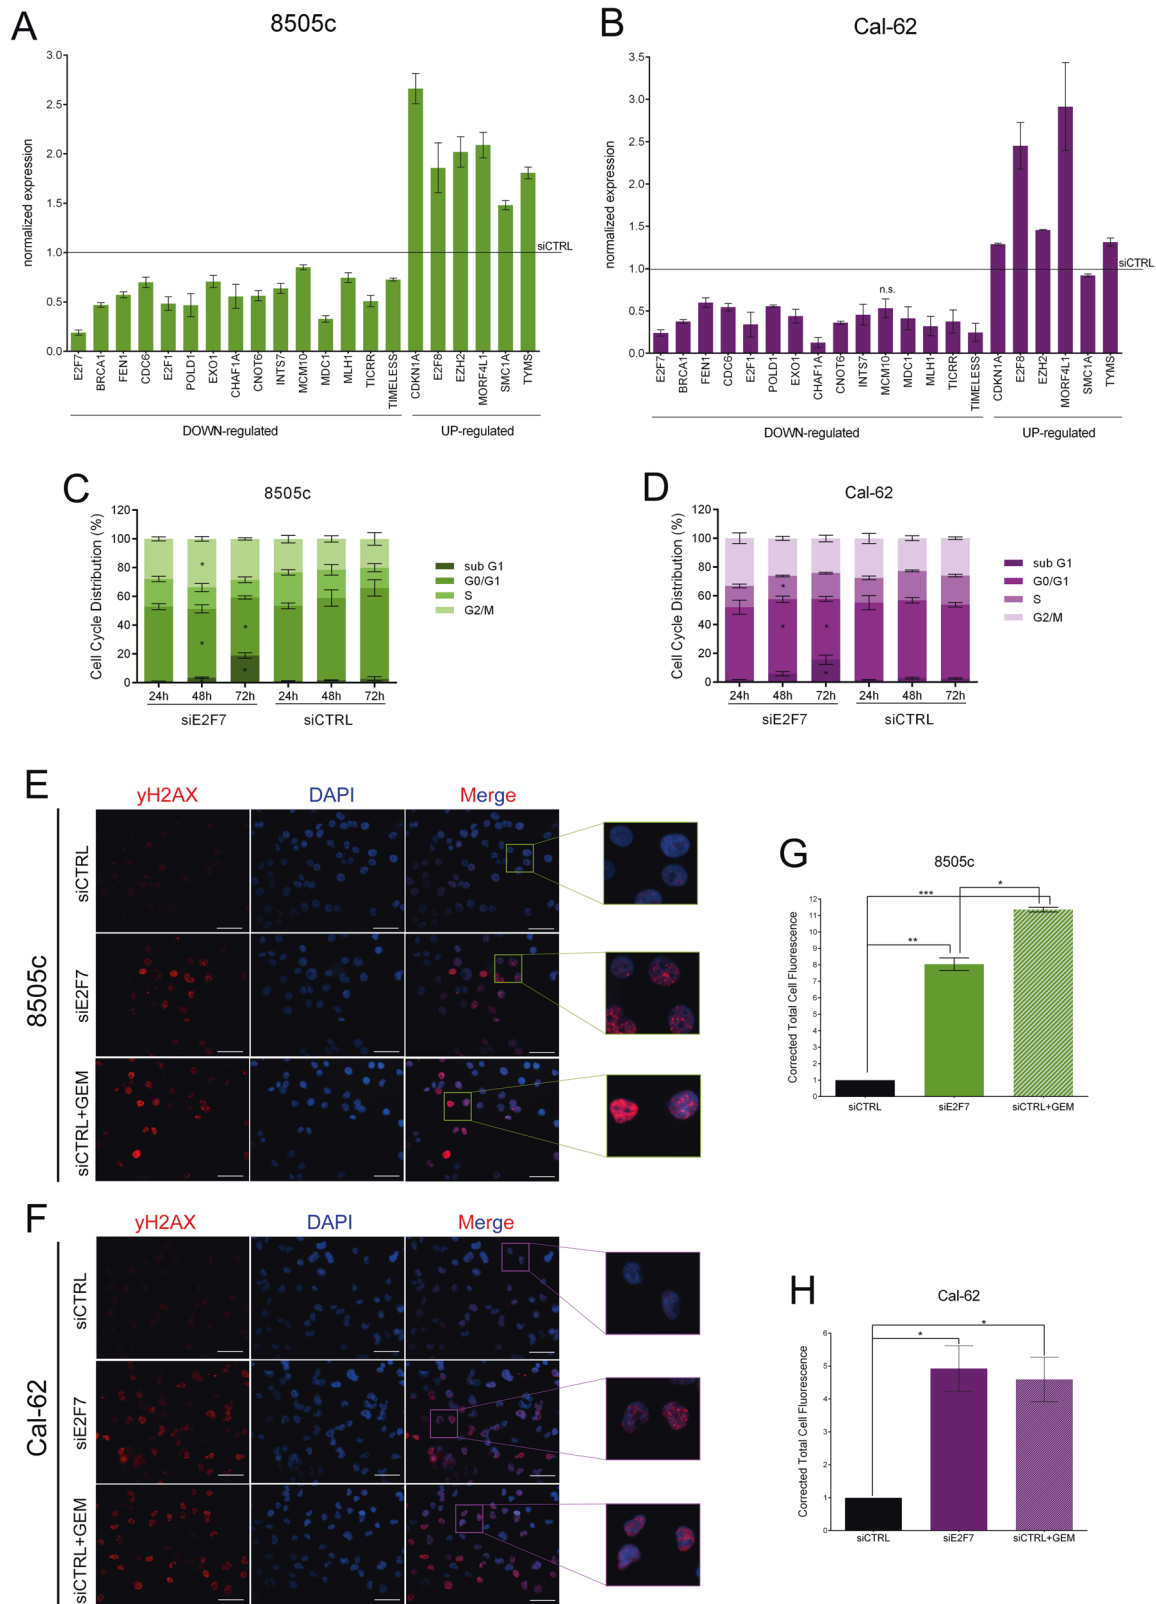 A
8505c
normalized expression
3.0
2.5
2.0
1.5
1.0
0.5
0.0
siCTRL
E2F7
BRCA1
FEN1
CDC6
E2F1
POLD1
EXO1
CHAF1A
CNOT6
INTS7
MCM10
MDC1
MLH1
TICRR
TIMELESS
CDKN1A
E2F8
EZH2
MORF4L1
SMC1A
TYMS
DOWN-regulated
UP-regulated
B
Cal-62
normalized expression
3.5
3.0
2.5
2.0
1.5
1.0
0.5
0.0
siCTRL
n.s.
E2F7
BRCA1
FEN1
CDC6
E2F1
POLD1
EXO1
CHAF1A
CNOT6
INTS7
MCM10
MDC1
MLH1
TICRR
TIMELESS
CDKN1A
E2F8
EZH2
MORF4L1
SMC1A
TYMS
DOWN-regulated
UP-regulated
C
8505c
Cell Cycle Distribution (%)
120
100
80
60
40
20
0
*
*
*
*
24h 48h 72h 24h 48h 72h
siE2F7 siCTRL
sub G1
G0/G1
S
G2/M
D
Cal-62
Cell Cycle Distribution (%)
120
100
80
60
40
20
0
*
*
*
*
24h 48h 72h 24h 48h 72h
siE2F7 siCTRL
sub G1
G0/G1
S
G2/M
E
yH2AX DAPI Merge
8505c
siCTRL
siE2F7
siCTRL+GEM
F
yH2AX DAPI Merge
Cal-62
siCTRL
siE2F7
siCTRL+GEM
G
8505c
Corrected Total Cell Fluorescence
12
11
10
9
8
7
6
5
4
3
2
1
0
***
*
**
siCTRL siE2F7 siCTRL+GEM
H
Cal-62
Corrected Total Cell Fluorescence
6
5
4
3
2
1
0
*
*
siCTRL siE2F7 siCTRL+GEM